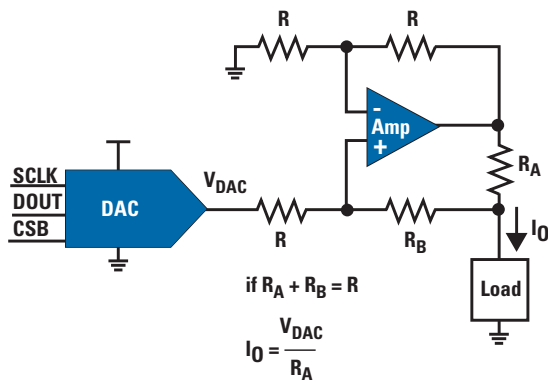 R
R
-
Amp
+
R_A
SCLK
DOUT
CSB
DAC
V_DAC
R
R_B
I_O
Load
if R_A + R_B = R
I_O = V_DAC / R_A